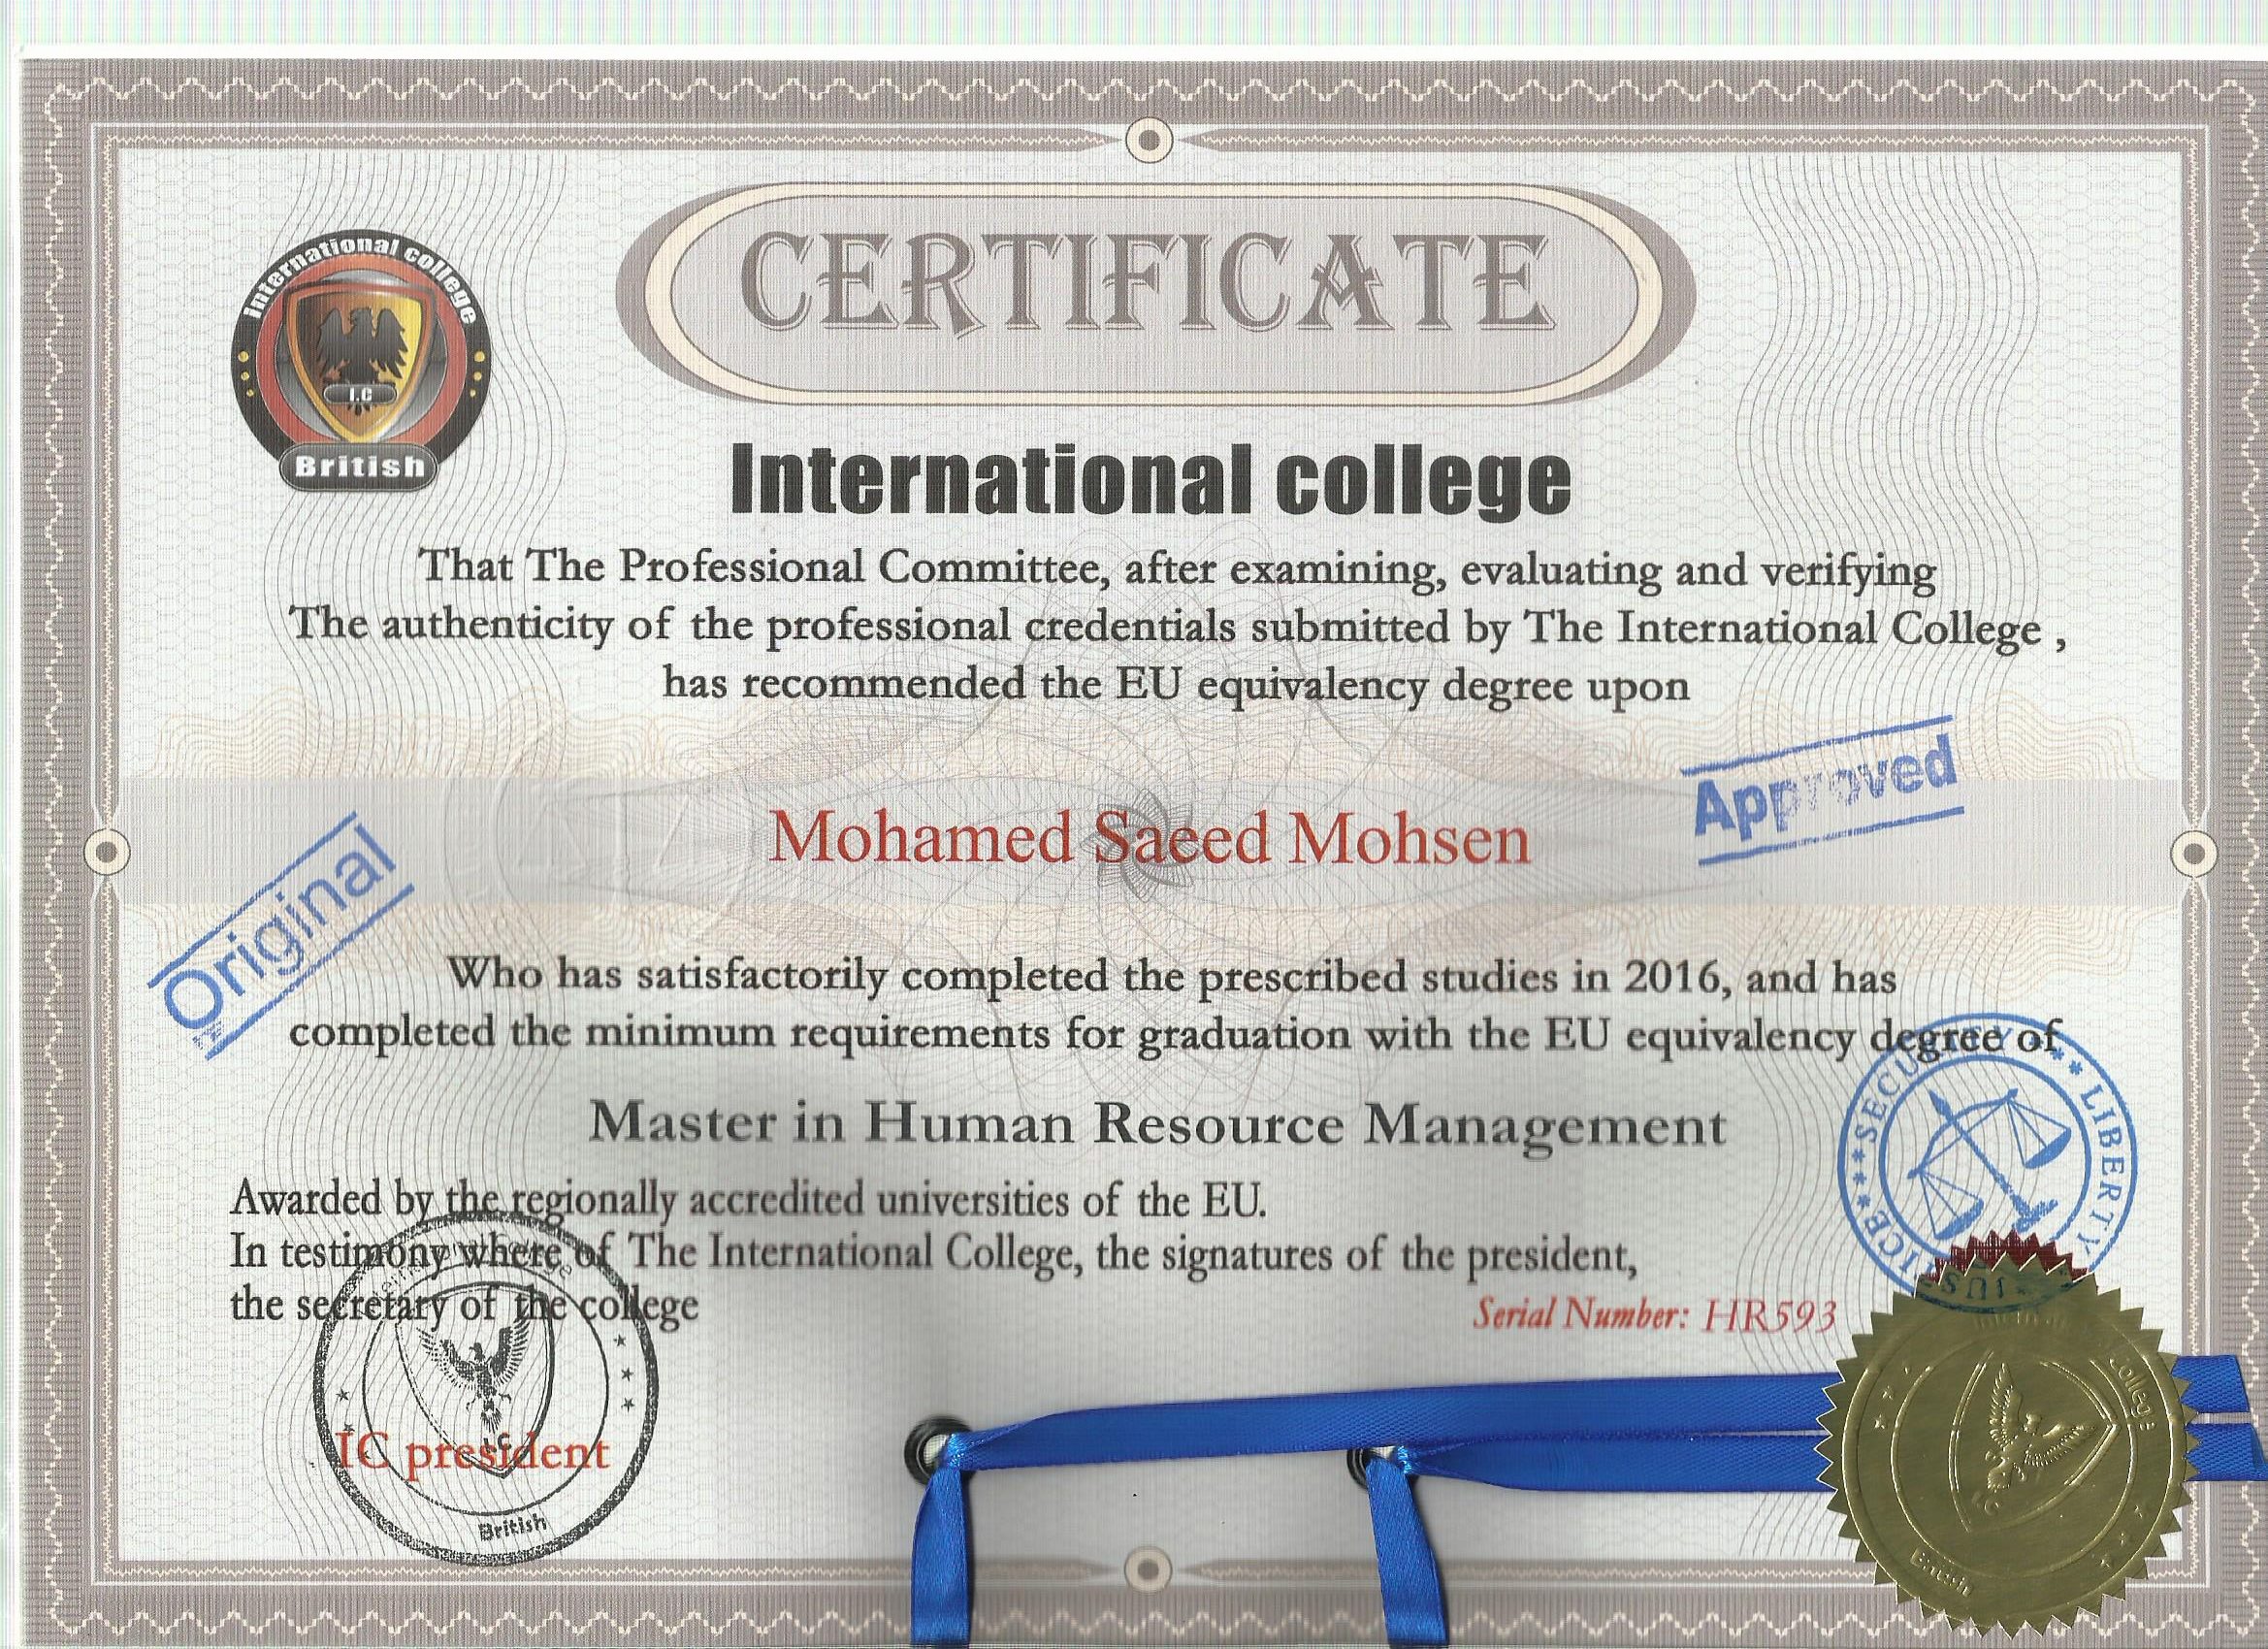 International college
I.C
British
CERTIFICATE
International college
That The Professional Committee, after examining, evaluating and verifying
The authenticity of the professional credentials submitted by The International College ,
has recommended the EU equivalency degree upon
Approved
Mohamed Saeed Mohsen
Original
Who has satisfactorily completed the prescribed studies in 2016, and has
completed the minimum requirements for graduation with the EU equivalency degree of
Master in Human Resource Management
SECURITY *** LIBERTY *** JUSTICE ***
Awarded by the regionally accredited universities of the EU.
In testimony where of The International College, the signatures of the president,
the secretary of the college
Serial Number: HR593
IC president
I.C
British
College
IC
British